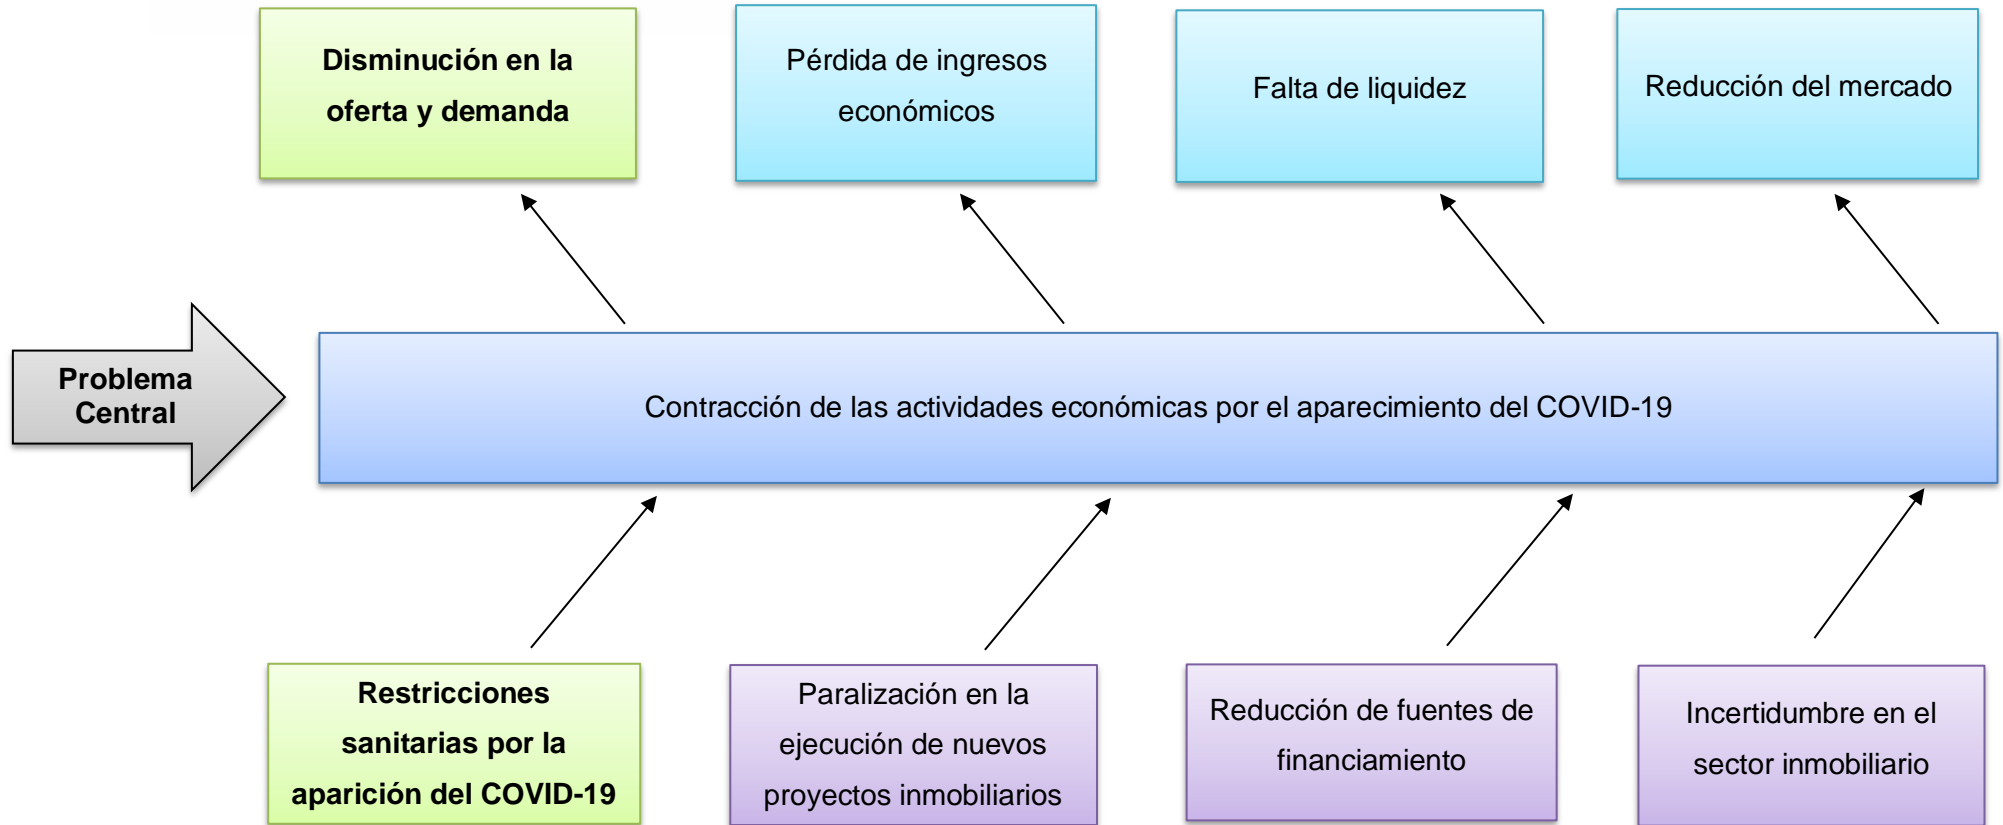 Disminución en la
oferta y demanda
Pérdida de ingresos
económicos
Falta de liquidez
Reducción del mercado
Problema
Central
Contracción de las actividades económicas por el aparecimiento del COVID-19
Restricciones
sanitarias por la
aparición del COVID-19
Paralización en la
ejecución de nuevos
proyectos inmobiliarios
Reducción de fuentes de
financiamiento
Incertidumbre en el
sector inmobiliario